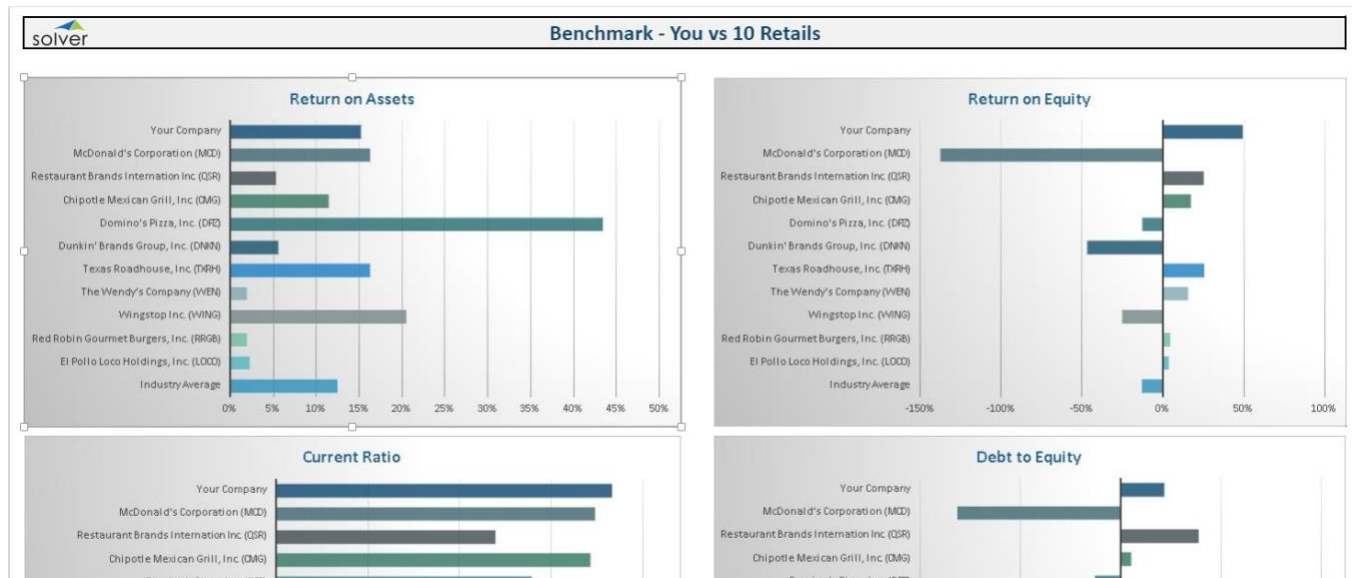 solver
Benchmark - You vs 10 Retails
Return on Assets
Your Company
McDonald's Corporation (MCD)
Restaurant Brands Internation Inc. (QSR)
Chipotle Mexican Grill, Inc. (CMG)
Domino's Pizza, Inc. (DPZ)
Dunkin' Brands Group, Inc. (DNKN)
Texas Roadhouse, Inc. (TXRH)
The Wendy's Company (WEN)
Wingstop Inc. (WING)
Red Robin Gourmet Burgers, Inc. (RRGB)
El Pollo Loco Holdings, Inc. (LOCO)
Industry Average
0% 5% 10% 15% 20% 25% 30% 35% 40% 45% 50%
Return on Equity
Your Company
McDonald's Corporation (MCD)
Restaurant Brands Internation Inc. (QSR)
Chipotle Mexican Grill, Inc. (CMG)
Domino's Pizza, Inc. (DPZ)
Dunkin' Brands Group, Inc. (DNKN)
Texas Roadhouse, Inc. (TXRH)
The Wendy's Company (WEN)
Wingstop Inc. (WING)
Red Robin Gourmet Burgers, Inc. (RRGB)
El Pollo Loco Holdings, Inc. (LOCO)
Industry Average
-150% -100% -50% 0% 50% 100%
Current Ratio
Your Company
McDonald's Corporation (MCD)
Restaurant Brands Internation Inc. (QSR)
Chipotle Mexican Grill, Inc. (CMG)
Debt to Equity
Your Company
McDonald's Corporation (MCD)
Restaurant Brands Internation Inc. (QSR)
Chipotle Mexican Grill, Inc. (CMG)